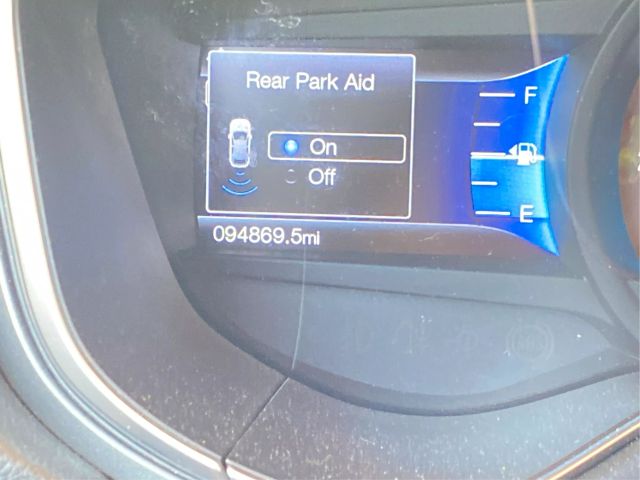 Rear Park Aid
F
On
Off
E
094869.5mi